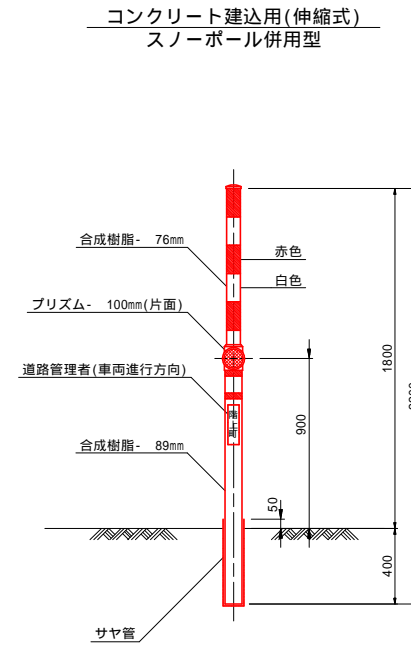 コンクリート建込用(伸縮式)
スノーポール併用型
合成樹脂- 76mm
赤色
白色
プリズム- 100mm(片面)
道路管理者(車両進行方向)
階上町
合成樹脂- 89mm
サヤ管
1800
900
50
400